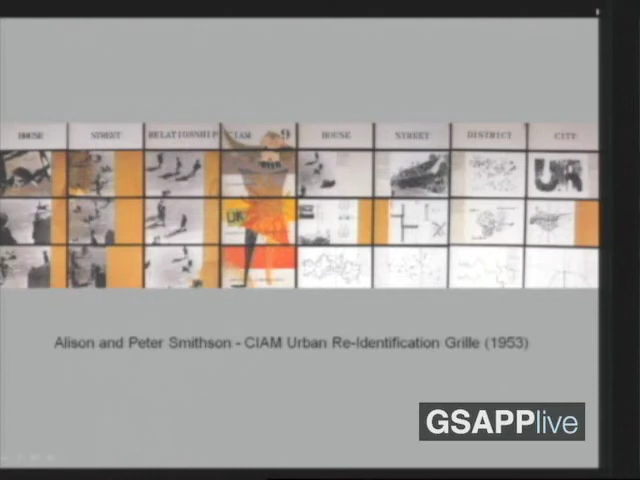 HOUSE STREET RELATIONSHIP CIAM 9 HOUSE STREET DISTRICT CITY
UR
UR
Alison and Peter Smithson - CIAM Urban Re-Identification Grille (1953)
GSAPPlive